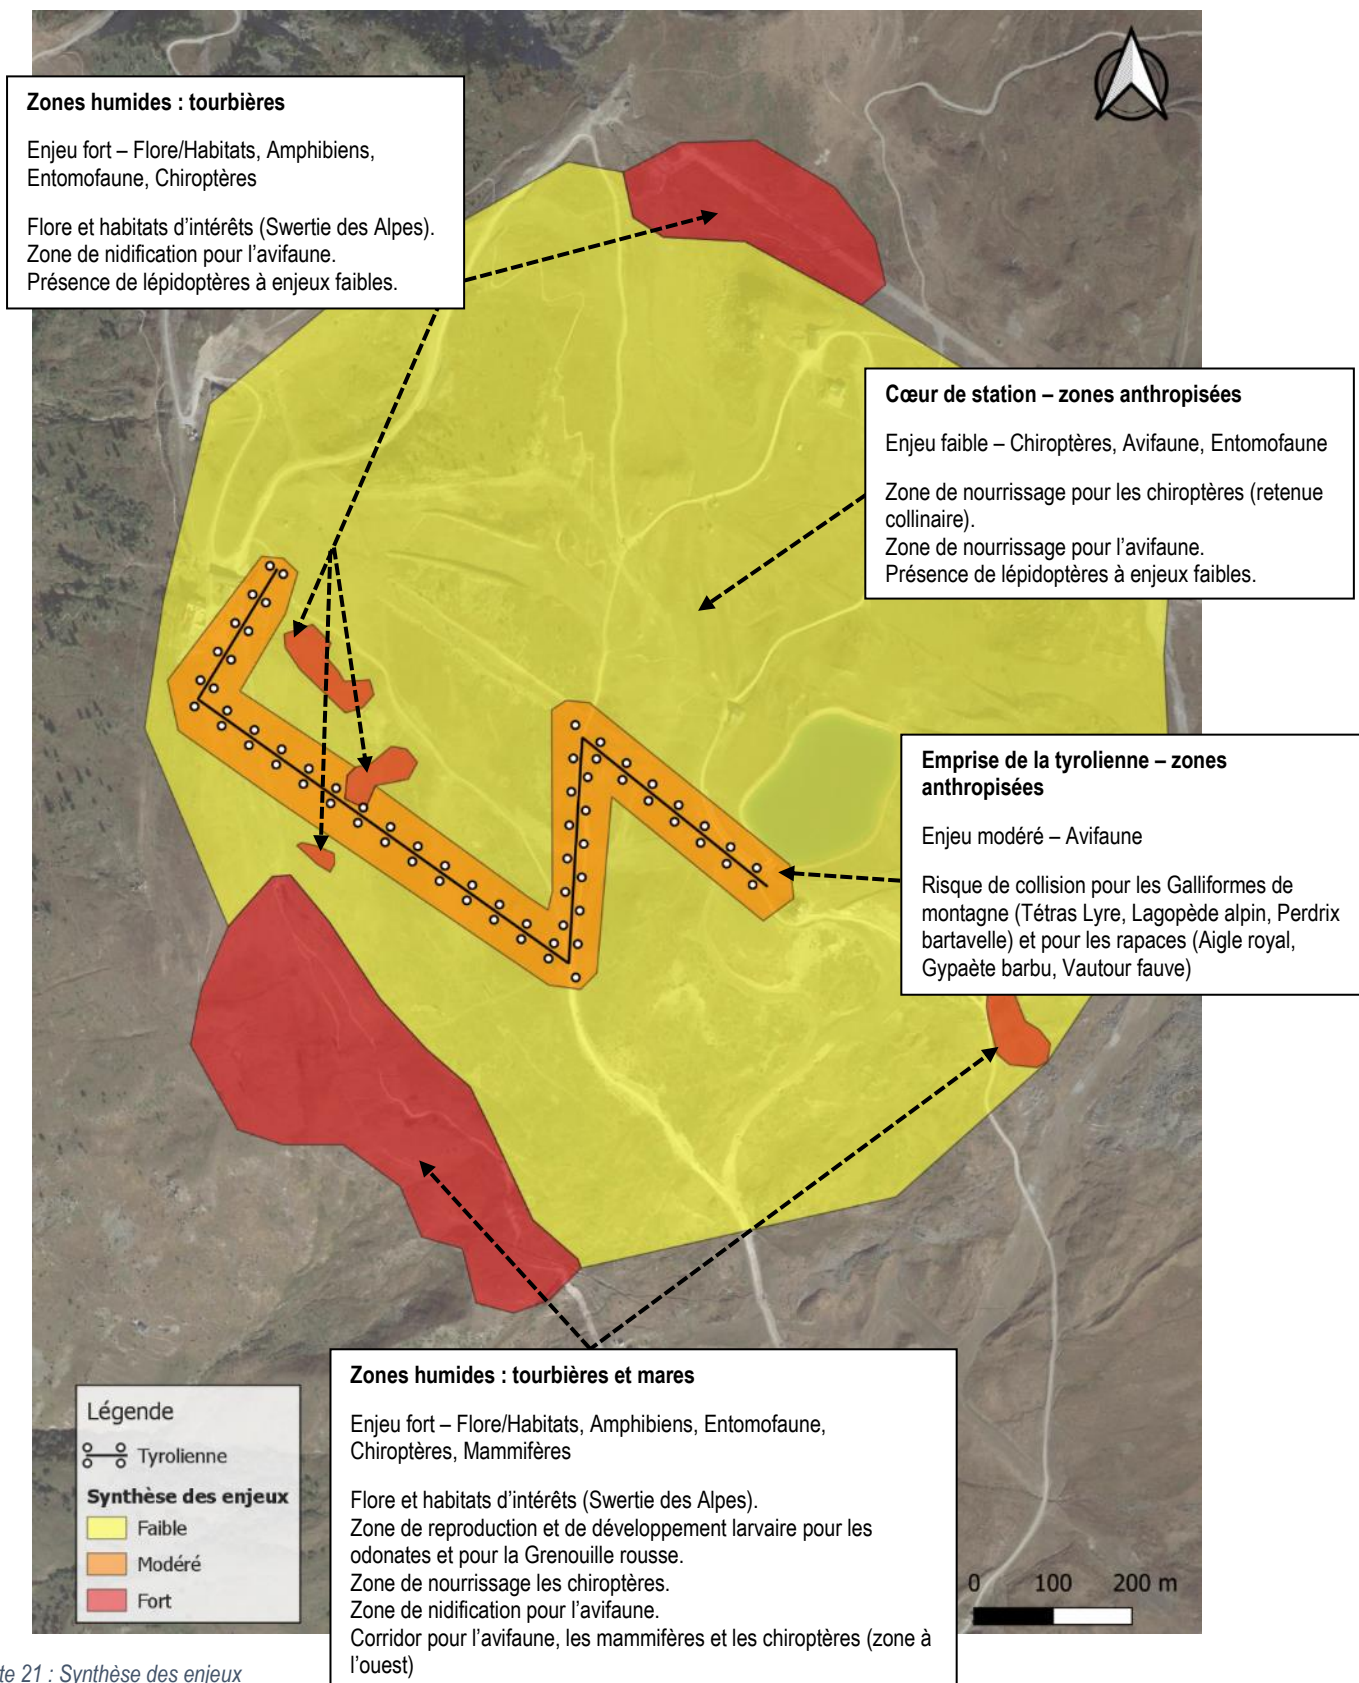 Zones humides : tourbières
Enjeu fort – Flore/Habitats, Amphibiens,
Entomofaune, Chiroptères
Flore et habitats d’intérêts (Swertie des Alpes).
Zone de nidification pour l’avifaune.
Présence de lépidoptères à enjeux faibles.
Cœur de station – zones anthropisées
Enjeu faible – Chiroptères, Avifaune, Entomofaune
Zone de nourrissage pour les chiroptères (retenue
collinaire).
Zone de nourrissage pour l’avifaune.
Présence de lépidoptères à enjeux faibles.
Emprise de la tyrolienne – zones
anthropisées
Enjeu modéré – Avifaune
Risque de collision pour les Galliformes de
montagne (Tétras Lyre, Lagopède alpin, Perdrix
bartavelle) et pour les rapaces (Aigle royal,
Gypaète barbu, Vautour fauve)
Zones humides : tourbières et mares
Enjeu fort – Flore/Habitats, Amphibiens, Entomofaune,
Chiroptères, Mammifères
Flore et habitats d’intérêts (Swertie des Alpes).
Zone de reproduction et de développement larvaire pour les
odonates et pour la Grenouille rousse.
Zone de nourrissage les chiroptères.
Zone de nidification pour l’avifaune.
Corridor pour l’avifaune, les mammifères et les chiroptères (zone à
l’ouest)
Légende
Tyrolienne
Synthèse des enjeux
Faible
Modéré
Fort
0 100 200 m
te 21 : Synthèse des enjeux